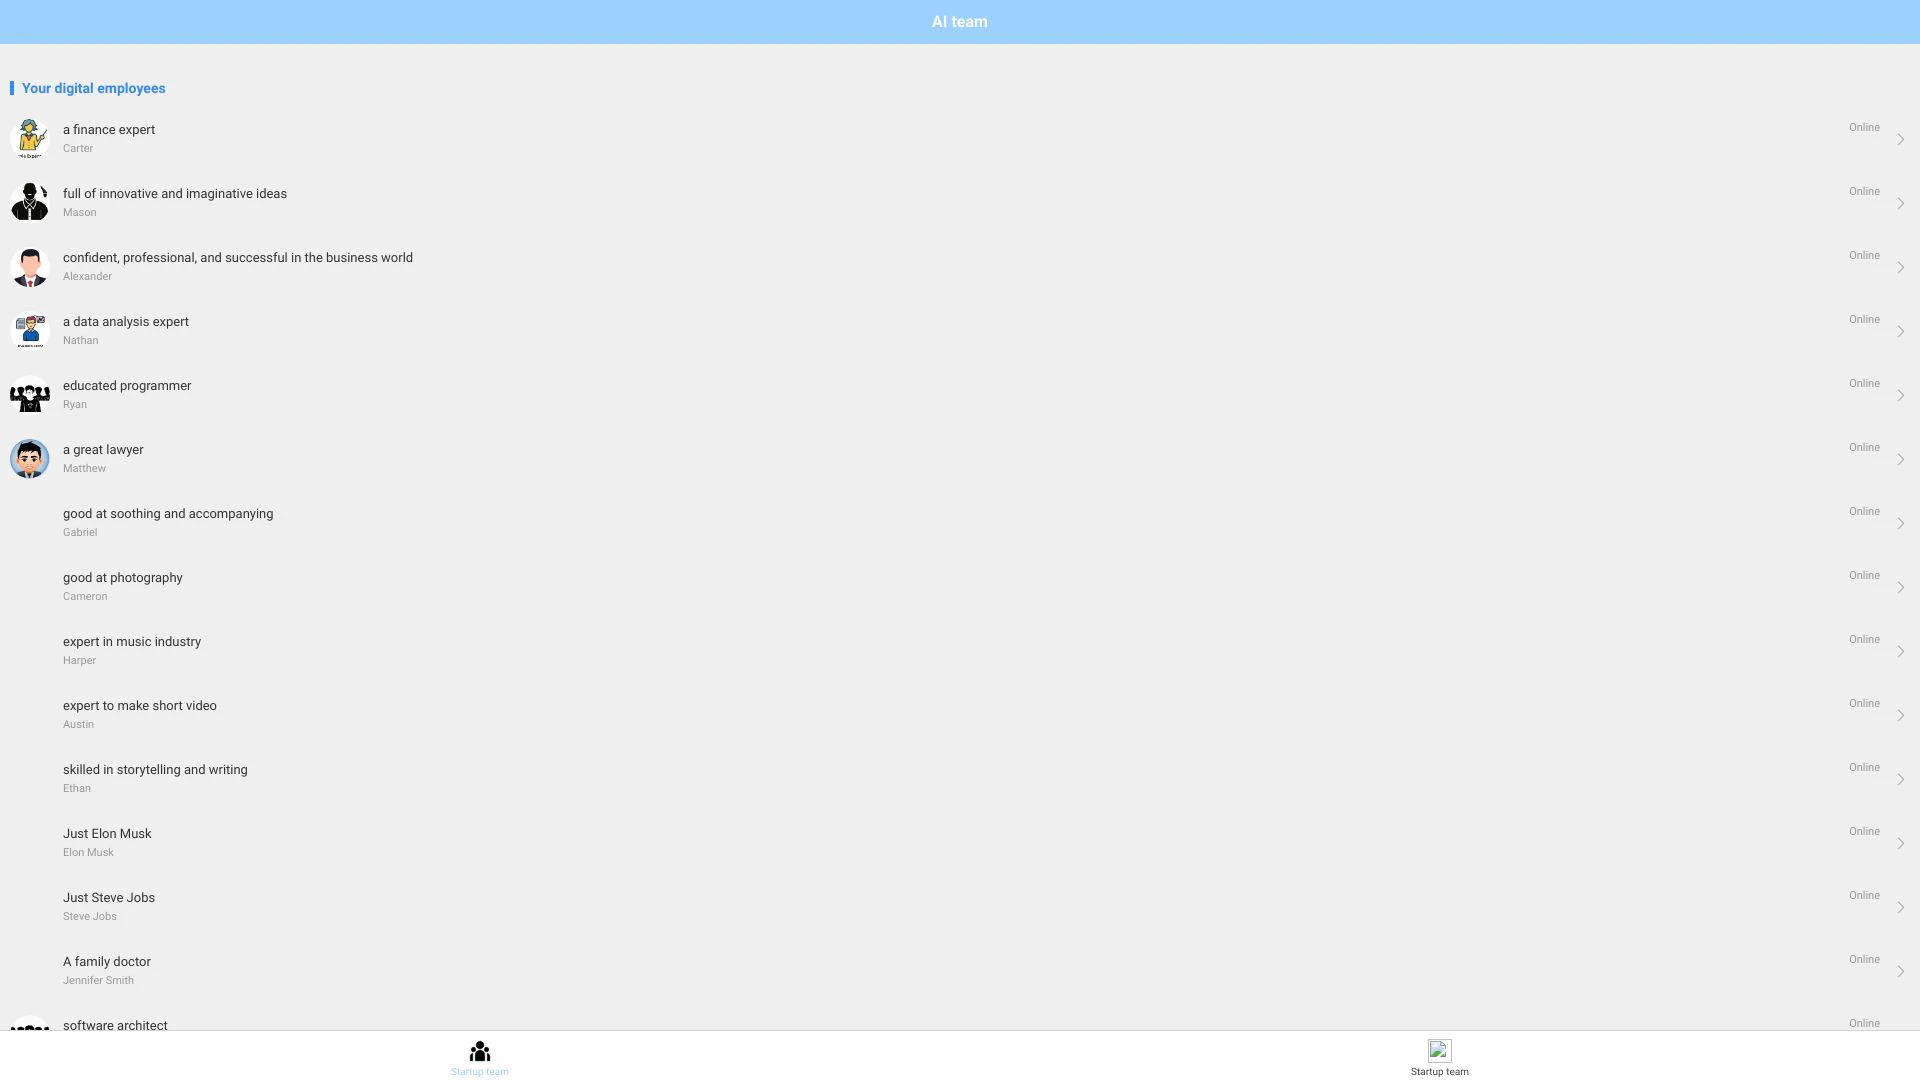 AI team
Your digital employees
a finance expert
Online
Carter
full of innovative and imaginative ideas
Online
Mason
confident, professional, and successful in the business world
Online
Alexander
a data analysis expert
Online
Nathan
educated programmer
Online
Ryan
a great lawyer
Online
Matthew
good at soothing and accompanying
Online
Gabriel
good at photography
Online
Cameron
expert in music industry
Online
Harper
expert to make short video
Online
Austin
skilled in storytelling and writing
Online
Ethan
Just Elon Musk
Online
Elon Musk
Just Steve Jobs
Online
Steve Jobs
A family doctor
Online
Jennifer Smith
software architect
Online
Startup team
Startup team